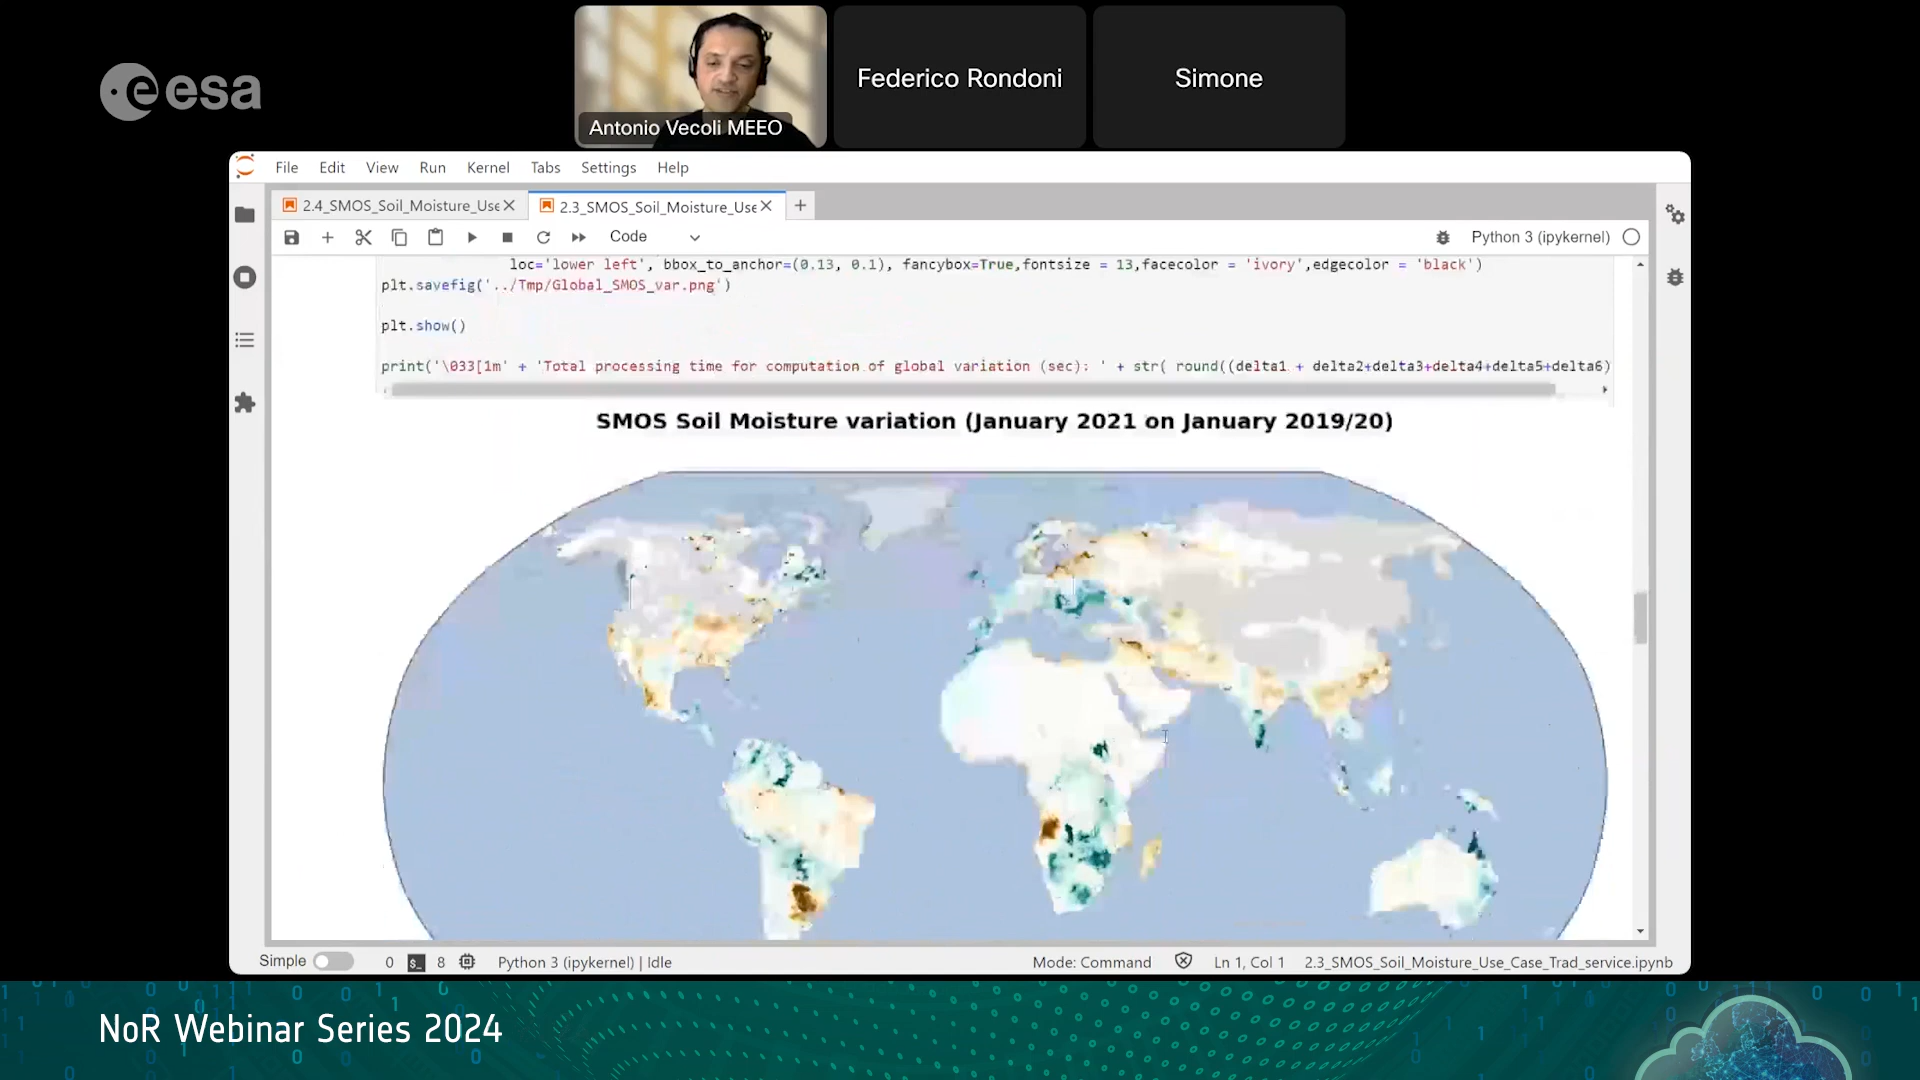 esa
Antonio Vecoli MEEO
Federico Rondoni
Simone
File Edit View Run Kernel Tabs Settings Help
2.4_SMOS_Soil_Moisture_Use
2.3_SMOS_Soil_Moisture_Use
Code
Python 3 (ipykernel)
loc='lower left', bbox_to_anchor=(0.13, 0.1), fancybox=True,fontsize = 13,facecolor = 'ivory',edgecolor = 'black')
plt.savefig('../Tmp/Global_SMOS_var.png')
plt.show()
print('\033[1m' + 'Total processing time for computation of global variation (sec): ' + str( round((delta1 + delta2+delta3+delta4+delta5+delta6)
SMOS Soil Moisture variation (January 2021 on January 2019/20)
Simple 0 $_ 8 Python 3 (ipykernel) | Idle Mode: Command Ln 1, Col 1 2.3_SMOS_Soil_Moisture_Use_Case_Trad_service.ipynb
NoR Webinar Series 2024